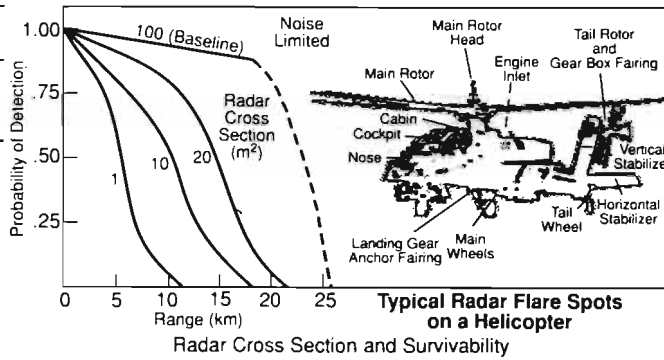 1.00
.75
.50
.25
0
Probability of Detection
100 (Baseline)
Noise
Limited
Radar
Cross
Section
(m²)
1
10
20
0 5 10 15 20 25
Range (km)
Main Rotor
Head
Main Rotor
Engine
Inlet
Tail Rotor
and
Gear Box Fairing
Cabin
Cockpit
Nose
Vertical
Stabilizer
Horizontal
Stabilizer
Tail
Wheel
Main
Wheels
Landing Gear
Anchor Fairing
Typical Radar Flare Spots
on a Helicopter
Radar Cross Section and Survivability